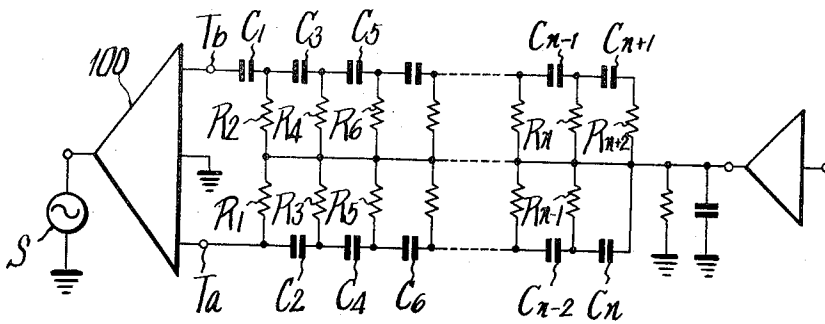 100
Tb
C1
C3
C5
Cn-1
Cn+1
R2
R4
R6
Rn
Rn+2
R1
R3
R5
Rn-1
S
Ta
C2
C4
C6
Cn-2
Cn